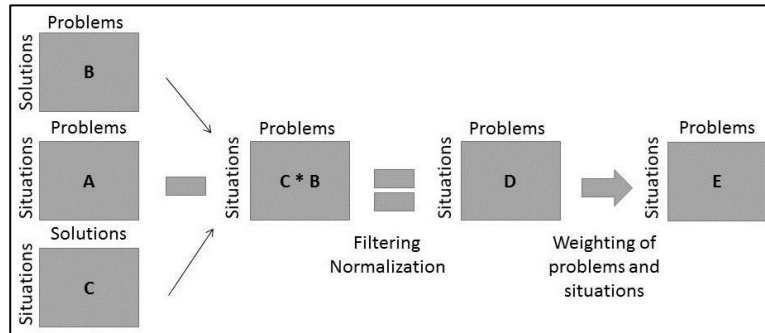 Problems
Solutions
B
Problems
Situations
A
Solutions
Situations
C
Problems
Situations
C * B
Filtering
Normalization
Problems
Situations
D
Weighting of
problems and
situations
Problems
Situations
E